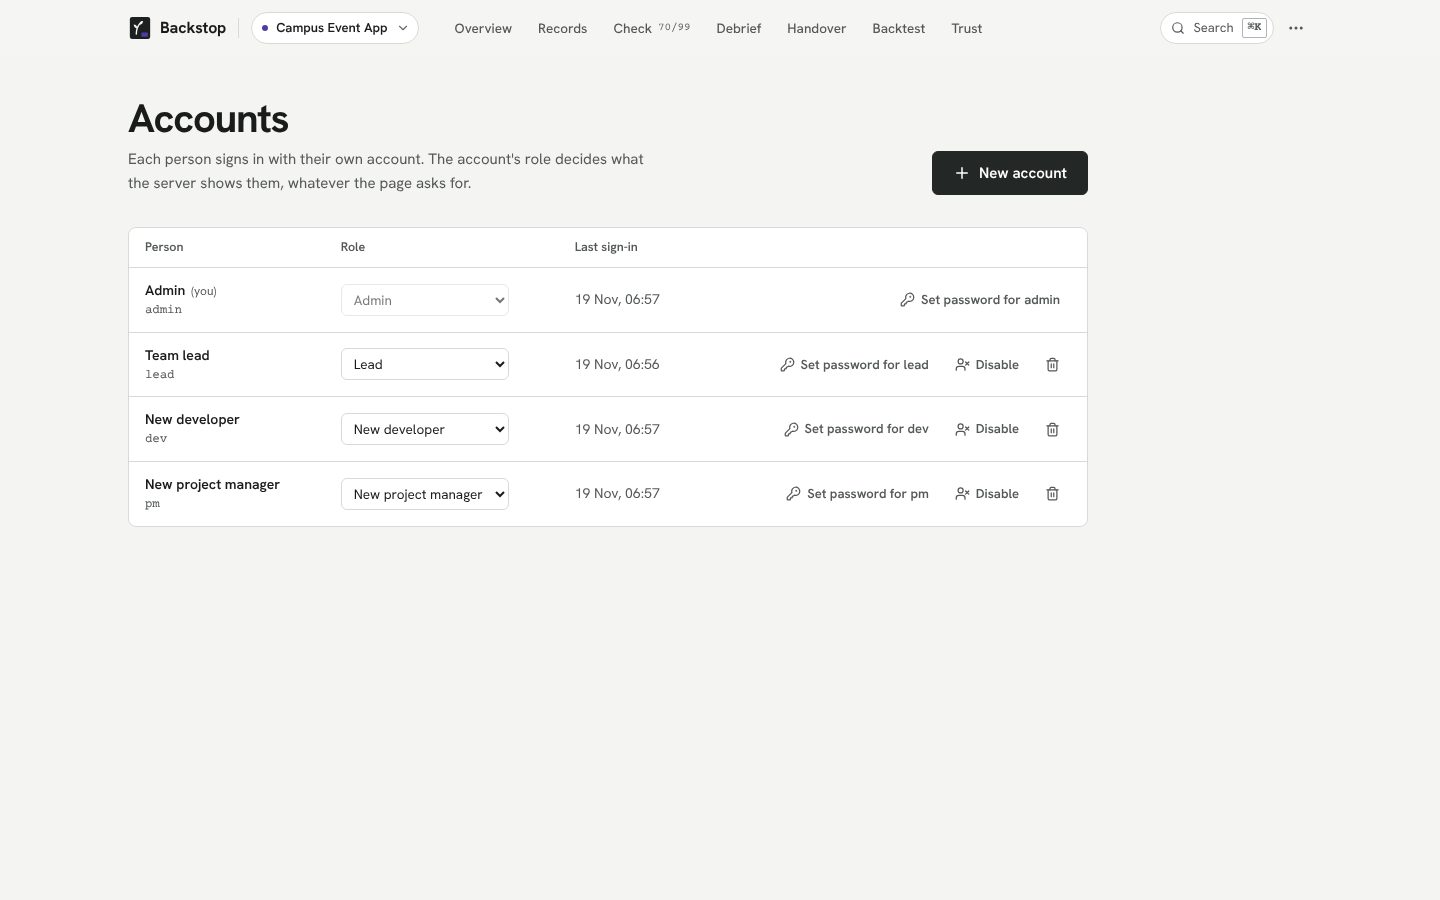 Backstop
Campus Event App
Overview Records Check 70/99 Debrief Handover Backtest Trust
Search ⌘K
Accounts
Each person signs in with their own account. The account's role decides what
the server shows them, whatever the page asks for.
New account
Person Role Last sign-in
Admin (you)
admin
Admin
19 Nov, 06:57
Set password for admin
Team lead
lead
Lead
19 Nov, 06:56
Set password for lead
Disable
New developer
dev
New developer
19 Nov, 06:57
Set password for dev
Disable
New project manager
pm
New project manager
19 Nov, 06:57
Set password for pm
Disable